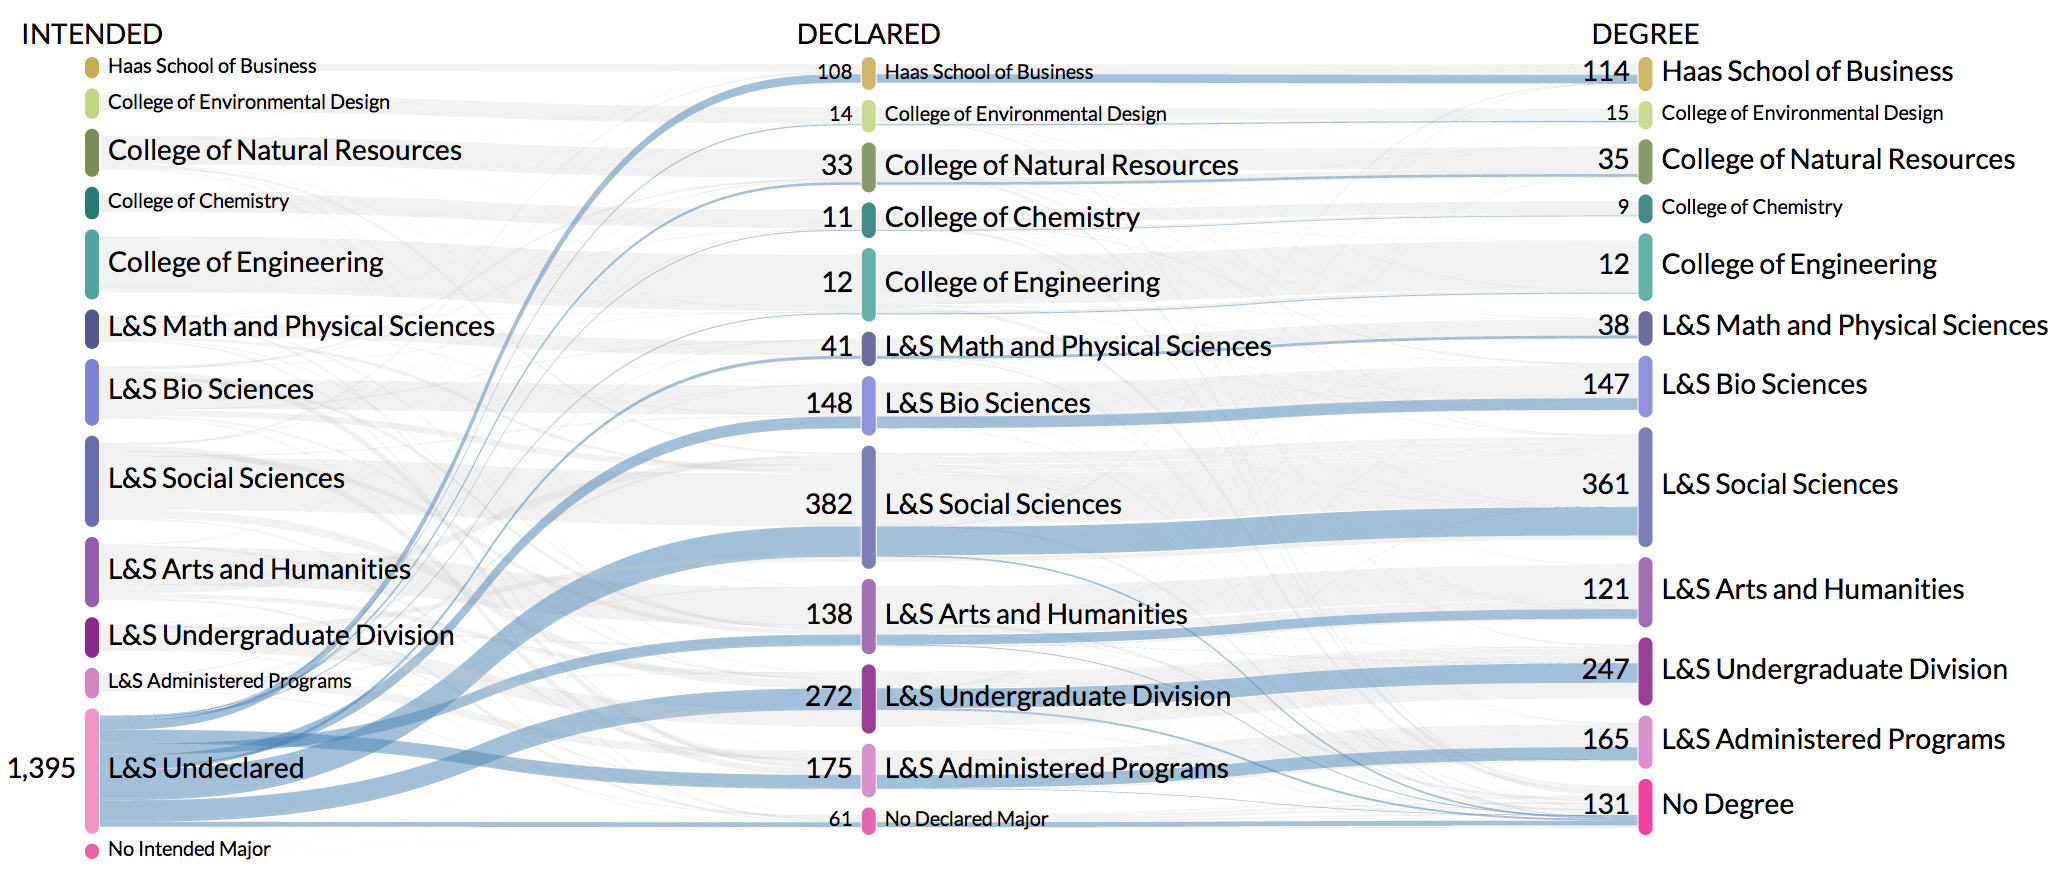 INTENDED
Haas School of Business
College of Environmental Design
College of Natural Resources
College of Chemistry
College of Engineering
L&S Math and Physical Sciences
L&S Bio Sciences
L&S Social Sciences
L&S Arts and Humanities
L&S Undergraduate Division
L&S Administered Programs
1,395 L&S Undeclared
No Intended Major
DECLARED
108 Haas School of Business
14 College of Environmental Design
33 College of Natural Resources
11 College of Chemistry
12 College of Engineering
41 L&S Math and Physical Sciences
148 L&S Bio Sciences
382 L&S Social Sciences
138 L&S Arts and Humanities
272 L&S Undergraduate Division
175 L&S Administered Programs
61 No Declared Major
DEGREE
114 Haas School of Business
15 College of Environmental Design
35 College of Natural Resources
9 College of Chemistry
12 College of Engineering
38 L&S Math and Physical Sciences
147 L&S Bio Sciences
361 L&S Social Sciences
121 L&S Arts and Humanities
247 L&S Undergraduate Division
165 L&S Administered Programs
131 No Degree